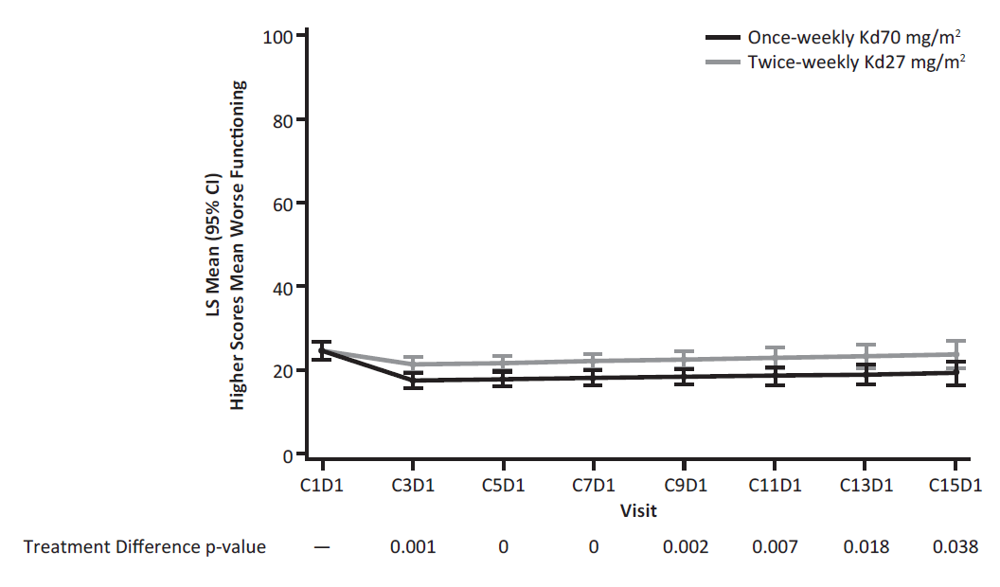 Once-weekly Kd70 mg/m²
Twice-weekly Kd27 mg/m²
LS Mean (95% CI)
Higher Scores Mean Worse Functioning
100
80
60
40
20
0
C1D1 C3D1 C5D1 C7D1 C9D1 C11D1 C13D1 C15D1
Visit
Treatment Difference p-value — 0.001 0 0 0.002 0.007 0.018 0.038